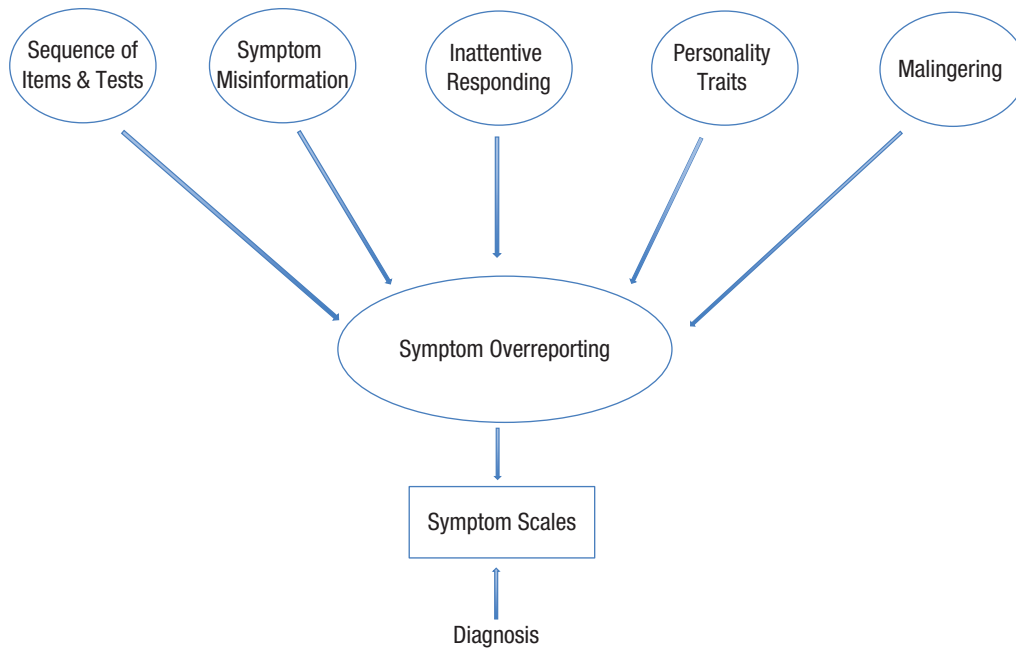 Sequence of
Items & Tests
Symptom
Misinformation
Inattentive
Responding
Personality
Traits
Malingering
Symptom Overreporting
Symptom Scales
Diagnosis